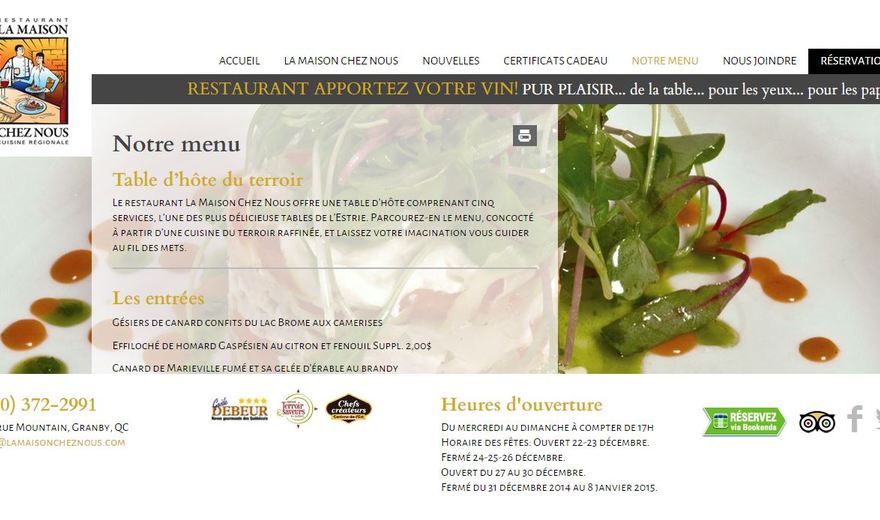 RESTAURANT
LA MAISON
CHEZ NOUS
CUISINE RÉGIONALE
ACCUEIL LA MAISON CHEZ NOUS NOUVELLES CERTIFICATS CADEAU NOTRE MENU NOUS JOINDRE RÉSERVATIO
RESTAURANT APPORTEZ VOTRE VIN! PUR PLAISIR... de la table... pour les yeux... pour les pap
Notre menu
Table d'hôte du terroir
Le restaurant La Maison Chez Nous offre une table d'hôte comprenant cinq
services, l'une des plus délicieuse tables de l'Estrie. Parcourez-en le menu, concocté
à partir d'une cuisine du terroir raffinée, et laissez votre imagination vous guider
au fil des mets.
Les entrées
Gésiers de canard confits du lac Brome aux camerises
Effiloché de homard Gaspésien au citron et fenouil Suppl. 2,00$
Canard de Marieville fumé et sa gelée d'érable au brandy
0) 372-2991
rue Mountain, Granby, QC
@lamaisoncheznous.com
Guide
DEBEUR
Terroir
saveurs
Chefs
créateurs
Heures d'ouverture
Du mercredi au dimanche à compter de 17h
Horaire des fêtes: Ouvert 22-23 décembre.
Fermé 24-25-26 décembre.
Ouvert du 27 au 30 décembre.
Fermé du 31 décembre 2014 au 8 janvier 2015.
RÉSERVEZ
via Bookenda